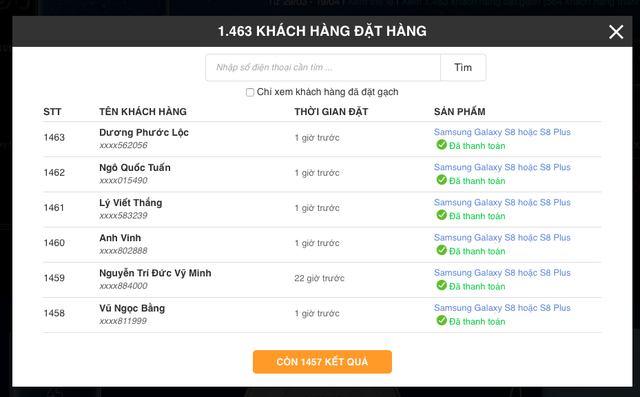 1.463 KHÁCH HÀNG ĐẶT HÀNG
Nhập số điện thoại cần tìm ...
Tìm
Chỉ xem khách hàng đã đặt gạch
STT TÊN KHÁCH HÀNG THỜI GIAN ĐẶT SẢN PHẨM
1463 Dương Phước Lộc 1 giờ trước Samsung Galaxy S8 hoặc S8 Plus
xxxx562056 Đã thanh toán
1462 Ngô Quốc Tuấn 1 giờ trước Samsung Galaxy S8 hoặc S8 Plus
xxxx015490 Đã thanh toán
1461 Lý Viết Thắng 1 giờ trước Samsung Galaxy S8 hoặc S8 Plus
xxxx583239 Đã thanh toán
1460 Anh Vinh 1 giờ trước Samsung Galaxy S8 hoặc S8 Plus
xxxx802888 Đã thanh toán
1459 Nguyễn Trí Đức Vỹ Minh 22 giờ trước Samsung Galaxy S8 hoặc S8 Plus
xxxx884000 Đã thanh toán
1458 Vũ Ngọc Bằng 1 giờ trước Samsung Galaxy S8 hoặc S8 Plus
xxxx811999 Đã thanh toán
CÒN 1457 KẾT QUẢ